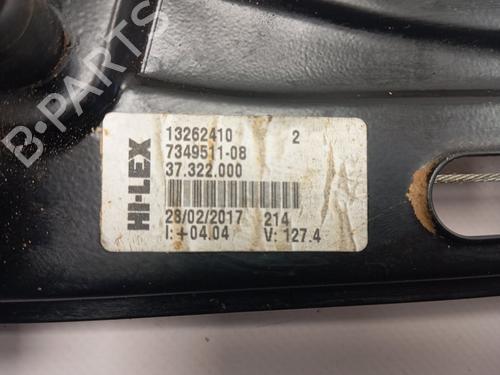 B-PARTS
HI-LEX
13262410 2
7349511-08
37.322.000
28/02/2017 214
I: +04.04 V: 127.4